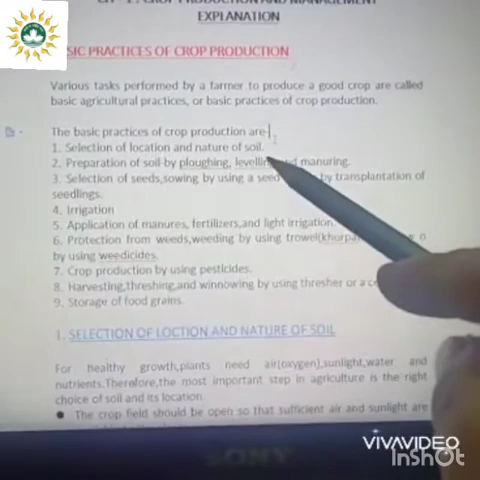 CH - 1 : CROP PRODUCTION AND MANAGEMENT
EXPLANATION
BASIC PRACTICES OF CROP PRODUCTION
Various tasks performed by a farmer to produce a good crop are called
basic agricultural practices, or basic practices of crop production.
The basic practices of crop production are-
1. Selection of location and nature of soil.
2. Preparation of soil-by ploughing, levelling and manuring.
3. Selection of seeds,sowing by using a seed by transplantation of
seedlings.
4. Irrigation
5. Application of manures, fertilizers,and light irrigation.
6. Protection from weeds,weeding by using trowel(khurpa)
by using weedicides.
7. Crop production by using pesticides.
8. Harvesting,threshing,and winnowing by using thresher or a
9. Storage of food grains.
1. SELECTION OF LOCTION AND NATURE OF SOIL
For healthy growth,plants need air(oxygen),sunlight,water and
nutrients.Therefore,the most important step in agriculture is the right
choice of soil and its location.
● The crop field should be open so that sufficient air and sunlight are
SONY
VIVAVIDEO
InShOt